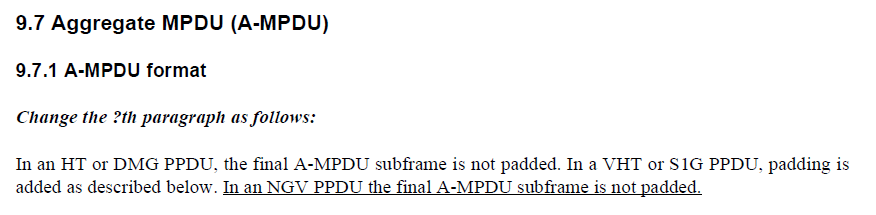 9.7 Aggregate MPDU (A-MPDU)
9.7.1 A-MPDU format
Change the ?th paragraph as follows:
In an HT or DMG PPDU, the final A-MPDU subframe is not padded. In a VHT or S1G PPDU, padding is
added as described below. In an NGV PPDU the final A-MPDU subframe is not padded.